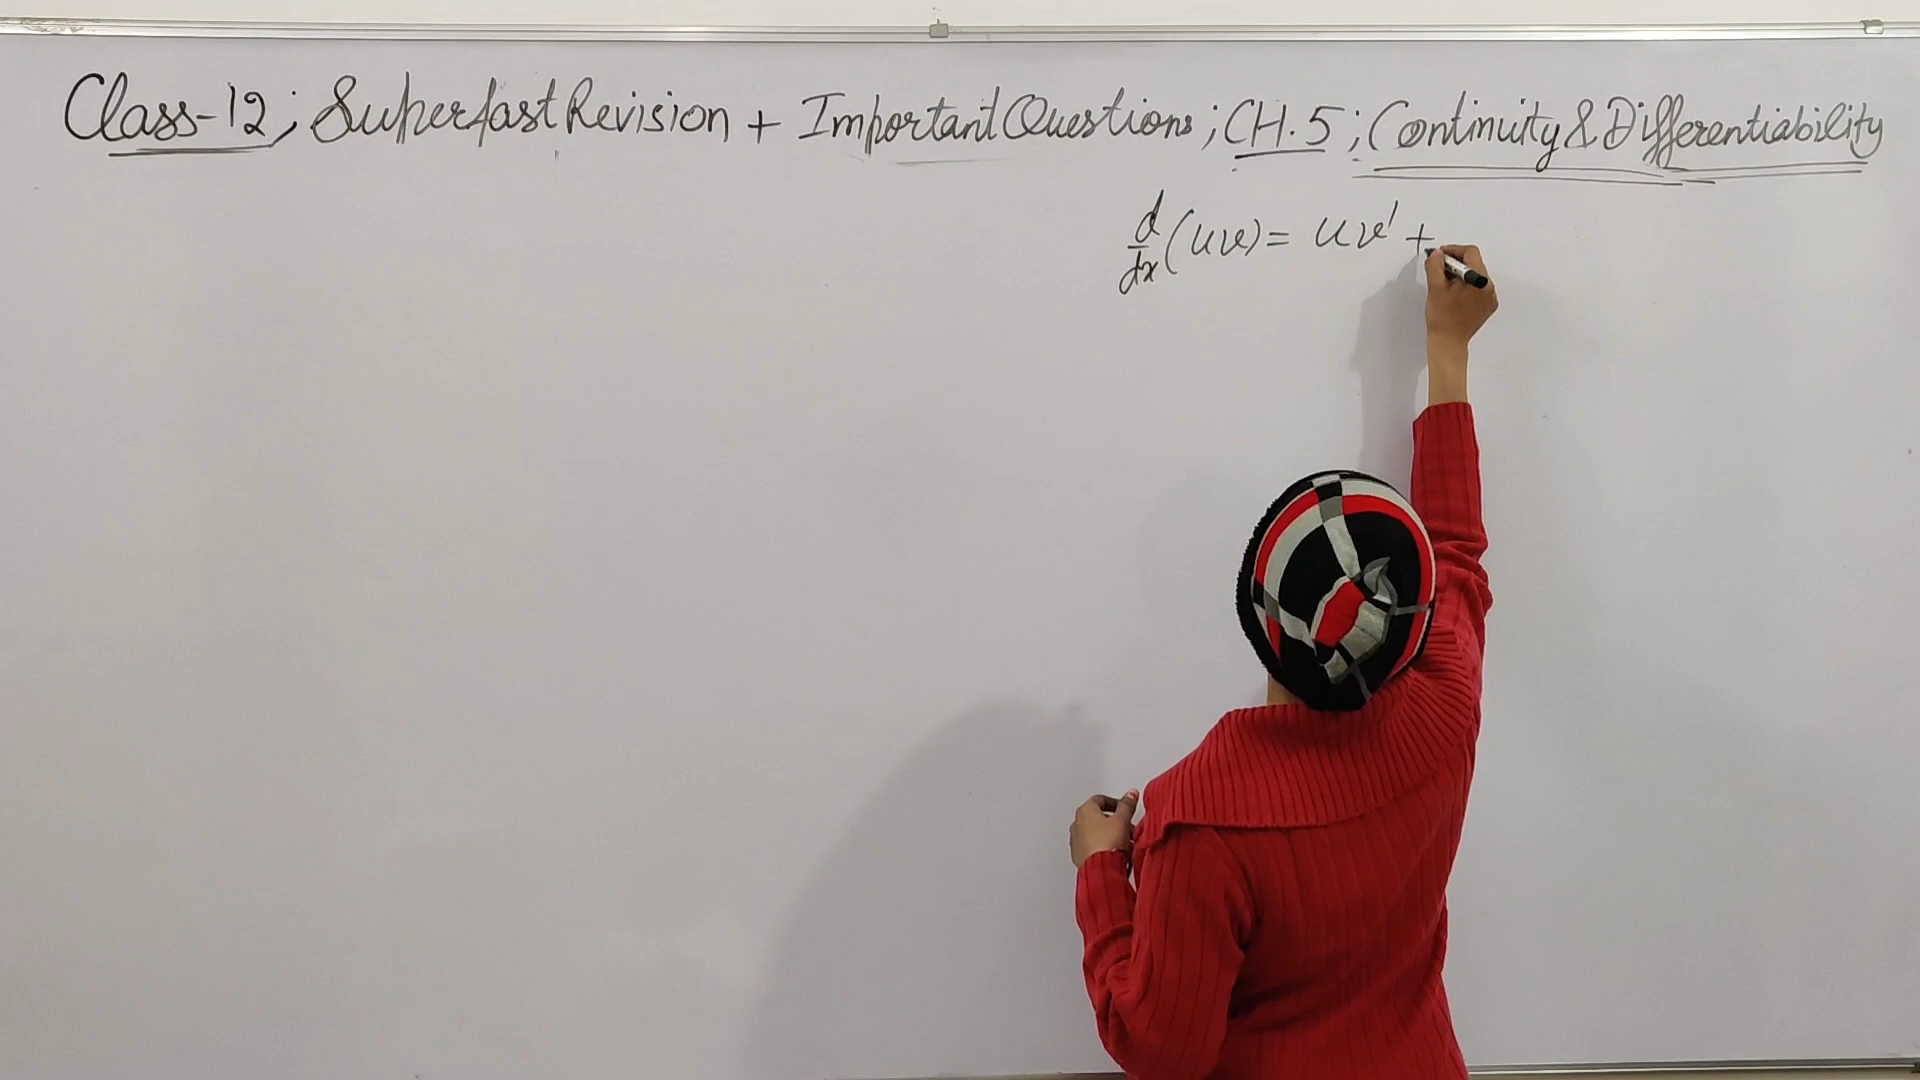 Class-12; Superfast Revision + Important Questions; CH.5; Continuity & Differentiability
d/dx (uv) = uv' +